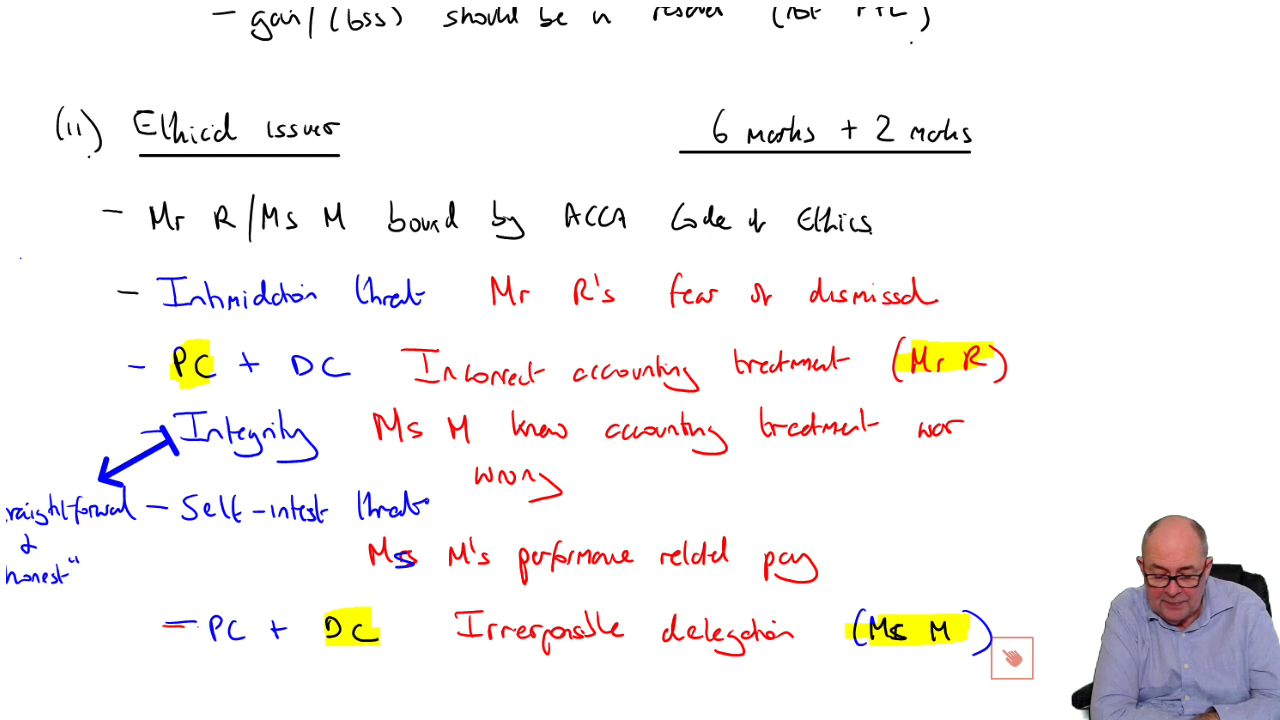 - gain/(loss) should be in reserves (not P+L)
(ii) Ethical issues 6 marks + 2 marks
- Mr R/Ms M bound by ACCA Code of Ethics
- Intimidation threat Mr R's fear of dismissal
- PC + DC Incorrect accounting treatment (Mr R)
- Integrity Ms M knew accounting treatment was
wrong
raightforward - Self-interest threat
&
honest"
Ms M's performance related pay
- PC + DC Irresponsible delegation (Ms M)